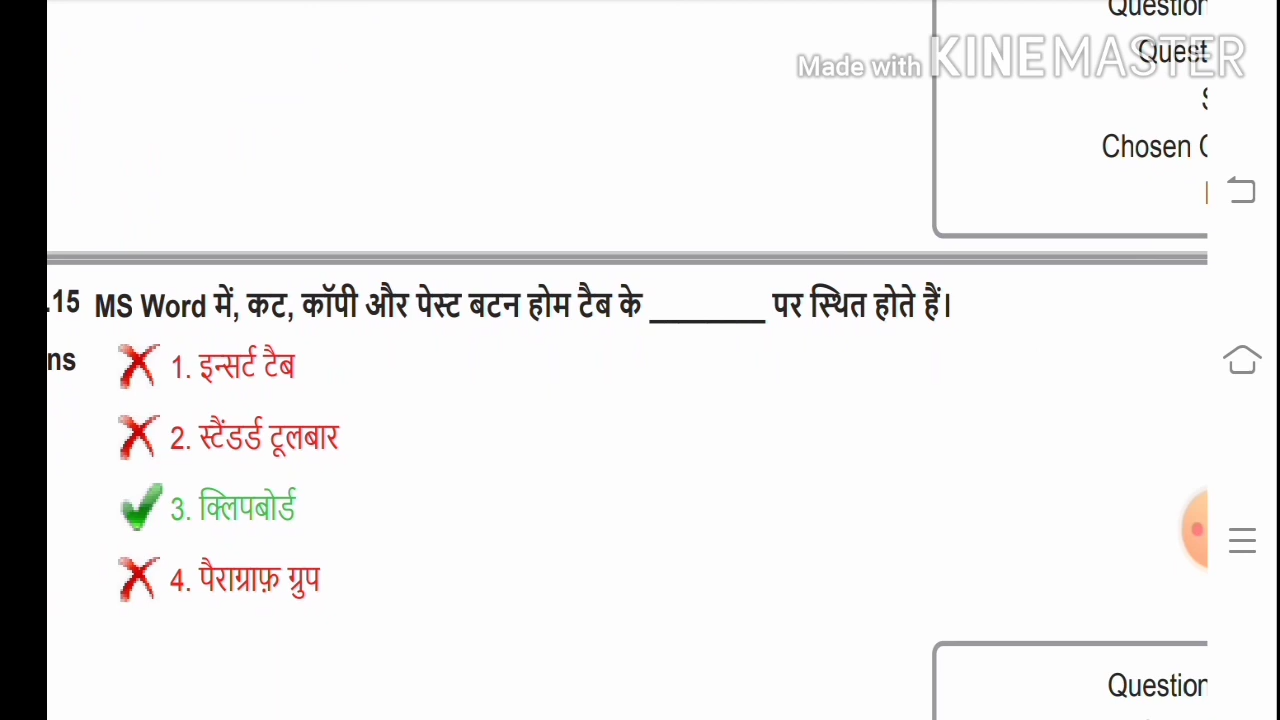 Question
Quest
Made with KINEMASTER
S
Chosen
.15 MS Word में, कट, कॉपी और पेस्ट बटन होम टैब के ________ पर स्थित होते हैं।
ns
1. इन्सर्ट टैब
2. स्टैंडर्ड टूलबार
3. क्लिपबोर्ड
4. पैराग्राफ़ ग्रुप
Question